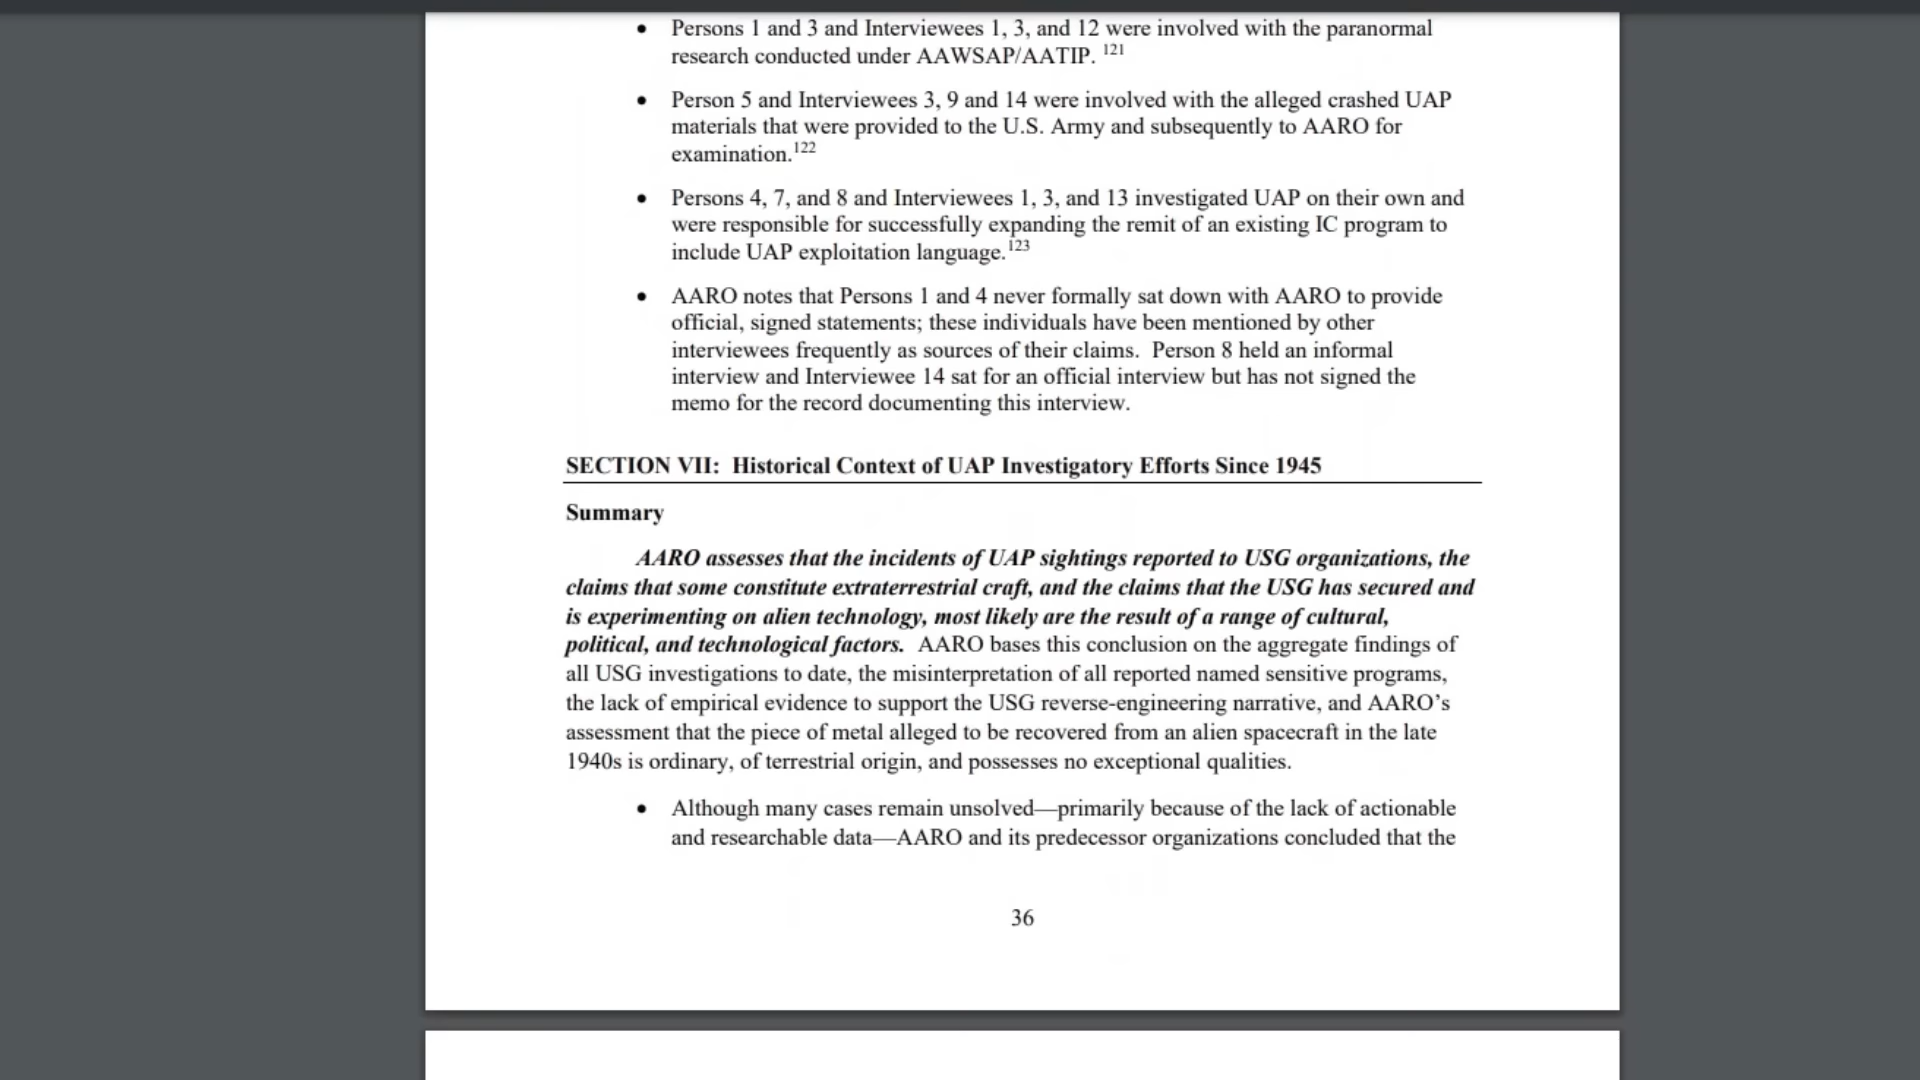 • Persons 1 and 3 and Interviewees 1, 3, and 12 were involved with the paranormal
research conducted under AAWSAP/AATIP. 121
• Person 5 and Interviewees 3, 9 and 14 were involved with the alleged crashed UAP
materials that were provided to the U.S. Army and subsequently to AARO for
examination.122
• Persons 4, 7, and 8 and Interviewees 1, 3, and 13 investigated UAP on their own and
were responsible for successfully expanding the remit of an existing IC program to
include UAP exploitation language.123
• AARO notes that Persons 1 and 4 never formally sat down with AARO to provide
official, signed statements; these individuals have been mentioned by other
interviewees frequently as sources of their claims.  Person 8 held an informal
interview and Interviewee 14 sat for an official interview but has not signed the
memo for the record documenting this interview.
SECTION VII:  Historical Context of UAP Investigatory Efforts Since 1945
Summary
AARO assesses that the incidents of UAP sightings reported to USG organizations, the
claims that some constitute extraterrestrial craft, and the claims that the USG has secured and
is experimenting on alien technology, most likely are the result of a range of cultural,
political, and technological factors.  AARO bases this conclusion on the aggregate findings of
all USG investigations to date, the misinterpretation of all reported named sensitive programs,
the lack of empirical evidence to support the USG reverse-engineering narrative, and AARO’s
assessment that the piece of metal alleged to be recovered from an alien spacecraft in the late
1940s is ordinary, of terrestrial origin, and possesses no exceptional qualities.
• Although many cases remain unsolved—primarily because of the lack of actionable
and researchable data—AARO and its predecessor organizations concluded that the
36